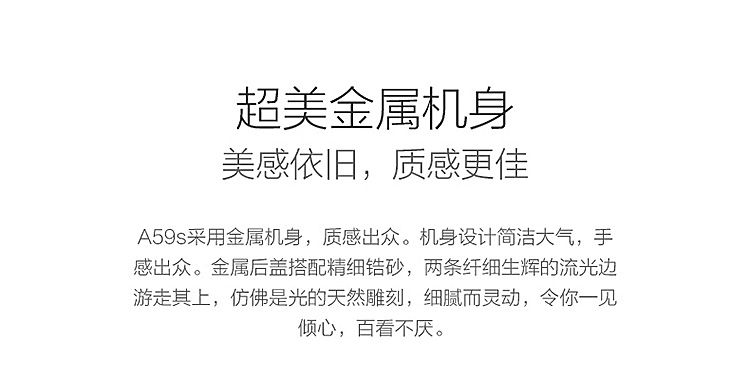 超美金属机身
美感依旧，质感更佳
A59s采用金属机身，质感出众。机身设计简洁大气，手
感出众。金属后盖搭配精细锆砂，两条纤细生辉的流光边
游走其上，仿佛是光的天然雕刻，细腻而灵动，令你一见
倾心，百看不厌。